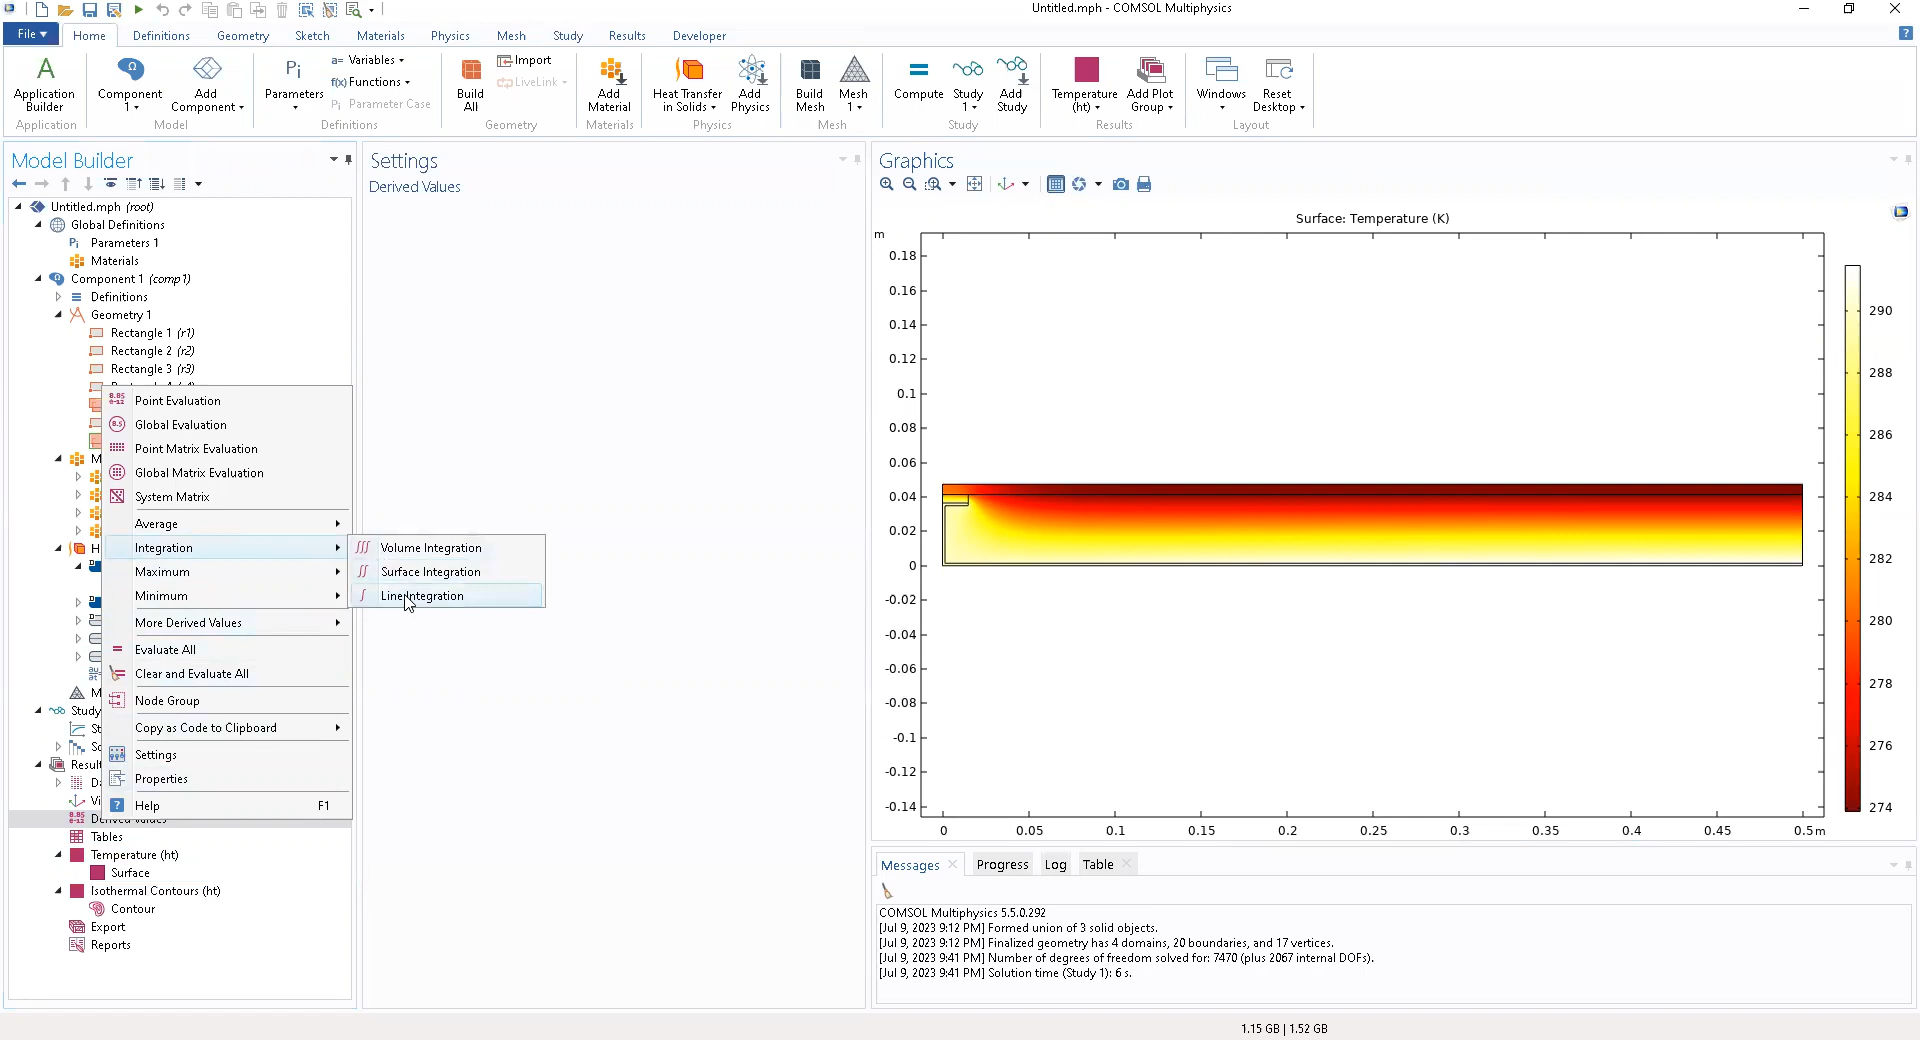 Untitled.mph - COMSOL Multiphysics
File Home Definitions Geometry Sketch Materials Physics Mesh Study Results Developer
Application Builder
Component 1
Add Component
Parameters
a= Variables
f(x) Functions
Pi Parameter Case
Build All
Import
LiveLink
Add Material
Heat Transfer in Solids
Add Physics
Build Mesh
Mesh 1
Compute
Study 1
Add Study
Temperature (ht)
Add Plot Group
Windows
Reset Desktop
Application Model Definitions Geometry Materials Physics Mesh Study Results Layout
Model Builder
Untitled.mph (root)
Global Definitions
Pi Parameters 1
Materials
Component 1 (comp1)
Definitions
Geometry 1
Rectangle 1 (r1)
Rectangle 2 (r2)
Rectangle 3 (r3)
Study
Resul
Derived Values
Tables
Temperature (ht)
Surface
Isothermal Contours (ht)
Contour
Export
Reports
Point Evaluation
Global Evaluation
Point Matrix Evaluation
Global Matrix Evaluation
System Matrix
Average
Integration
Maximum
Minimum
More Derived Values
Evaluate All
Clear and Evaluate All
Node Group
Copy as Code to Clipboard
Settings
Properties
Help F1
Volume Integration
Surface Integration
Line Integration
Settings
Derived Values
Graphics
Surface: Temperature (K)
m
0.18
0.16
0.14
0.12
0.1
0.08
0.06
0.04
0.02
0
-0.02
-0.04
-0.06
-0.08
-0.1
-0.12
-0.14
0 0.05 0.1 0.15 0.2 0.25 0.3 0.35 0.4 0.45 0.5 m
290
288
286
284
282
280
278
276
274
Messages Progress Log Table
COMSOL Multiphysics 5.5.0.292
[Jul 9, 2023 9:12 PM] Formed union of 3 solid objects.
[Jul 9, 2023 9:12 PM] Finalized geometry has 4 domains, 20 boundaries, and 17 vertices.
[Jul 9, 2023 9:41 PM] Number of degrees of freedom solved for: 7470 (plus 2067 internal DOFs).
[Jul 9, 2023 9:41 PM] Solution time (Study 1): 6 s.
1.15 GB | 1.52 GB